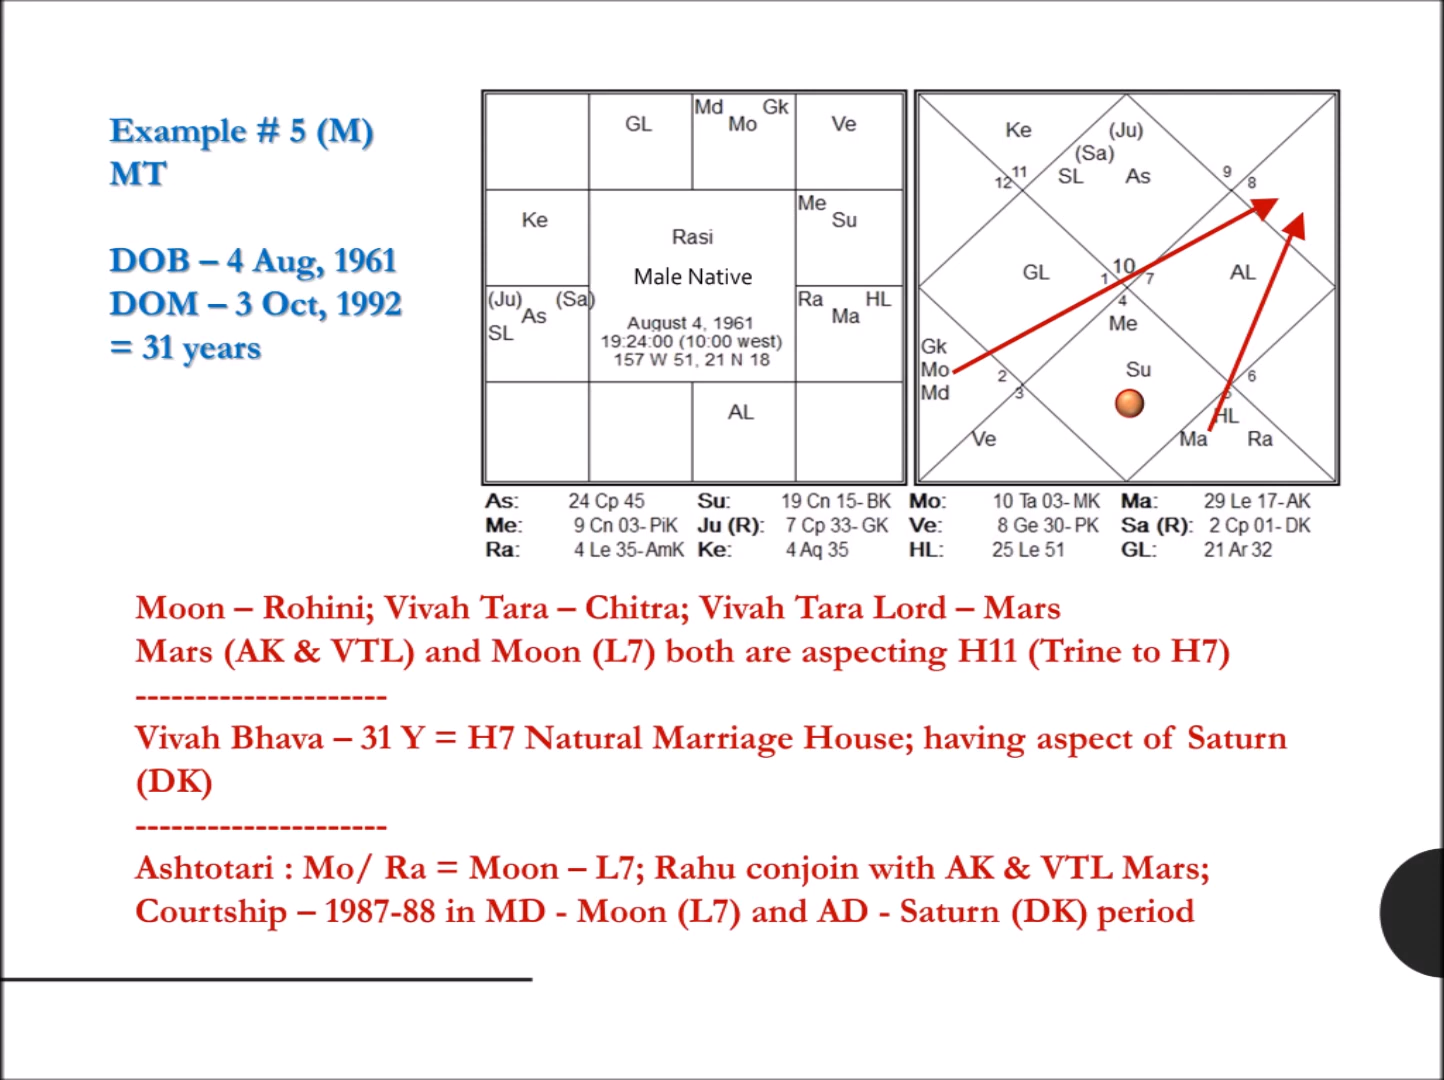 Example # 5 (M)
MT
DOB – 4 Aug, 1961
DOM – 3 Oct, 1992
= 31 years
GL
Md Gk
Mo
Ve
Ke
Me
Su
Rasi
Male Native
August 4, 1961
19:24:00 (10:00 west)
157 W 51, 21 N 18
(Ju) (Sa)
As
SL
Ra HL
Ma
AL
Ke
(Ju)
(Sa)
SL As
12 11
9
8
GL
10
1 7
4
AL
Me
Gk
Mo
Md
Su
2
3
6
HL
Ve
Ma Ra
As: 24 Cp 45 Su: 19 Cn 15- BK Mo: 10 Ta 03- MK Ma: 29 Le 17- AK
Me: 9 Cn 03- PiK Ju (R): 7 Cp 33- GK Ve: 8 Ge 30- PK Sa (R): 2 Cp 01- DK
Ra: 4 Le 35- AmK Ke: 4 Aq 35 HL: 25 Le 51 GL: 21 Ar 32
Moon – Rohini; Vivah Tara – Chitra; Vivah Tara Lord – Mars
Mars (AK & VTL) and Moon (L7) both are aspecting H11 (Trine to H7)
---------------------
Vivah Bhava – 31 Y = H7 Natural Marriage House; having aspect of Saturn
(DK)
---------------------
Ashtotari : Mo/ Ra = Moon – L7; Rahu conjoin with AK & VTL Mars;
Courtship – 1987-88 in MD - Moon (L7) and AD - Saturn (DK) period